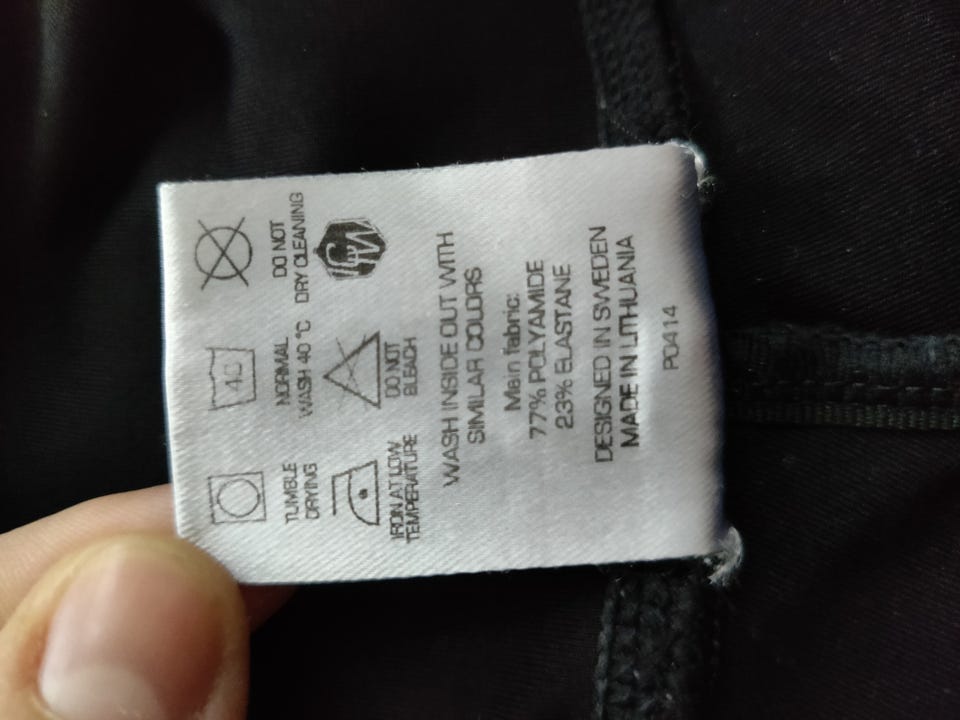 40
TUMBLE DRYING
NORMAL WASH 40 °C
DO NOT DRY CLEANING
IRON AT LOW TEMPERATURE
DO NOT BLEACH
WASH INSIDE OUT WITH
SIMILAR COLORS
Main fabric:
77% POLYAMIDE
23% ELASTANE
DESIGNED IN SWEDEN
MADE IN LITHUANIA
P0414